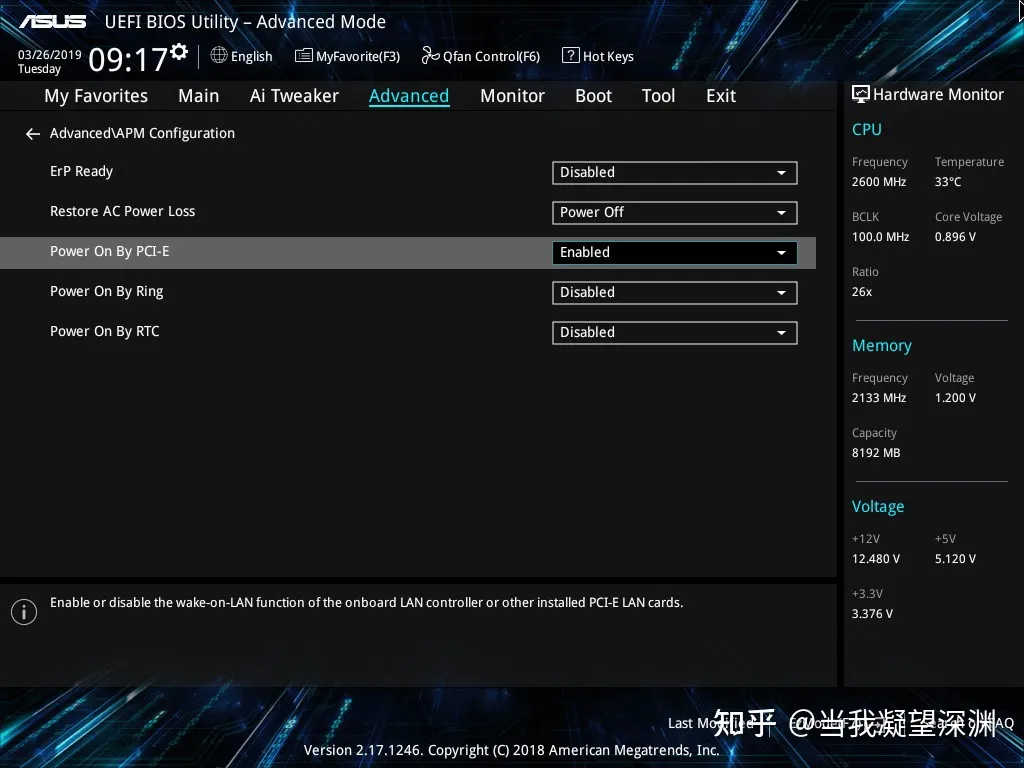 ASUS UEFI BIOS Utility – Advanced Mode
03/26/2019
Tuesday
09:17
English
MyFavorite(F3)
Qfan Control(F6)
? Hot Keys
My Favorites Main Ai Tweaker Advanced Monitor Boot Tool Exit
Hardware Monitor
← Advanced\APM Configuration
ErP Ready Disabled
Restore AC Power Loss Power Off
Power On By PCI-E Enabled
Power On By Ring Disabled
Power On By RTC Disabled
CPU
Frequency Temperature
2600 MHz 33°C
BCLK Core Voltage
100.0 MHz 0.896 V
Ratio
26x
Memory
Frequency Voltage
2133 MHz 1.200 V
Capacity
8192 MB
Voltage
+12V +5V
12.480 V 5.120 V
+3.3V
3.376 V
Enable or disable the wake-on-LAN function of the onboard LAN controller or other installed PCI-E LAN cards.
Last
知乎 @当我凝望深渊
Version 2.17.1246. Copyright (C) 2018 American Megatrends, Inc.